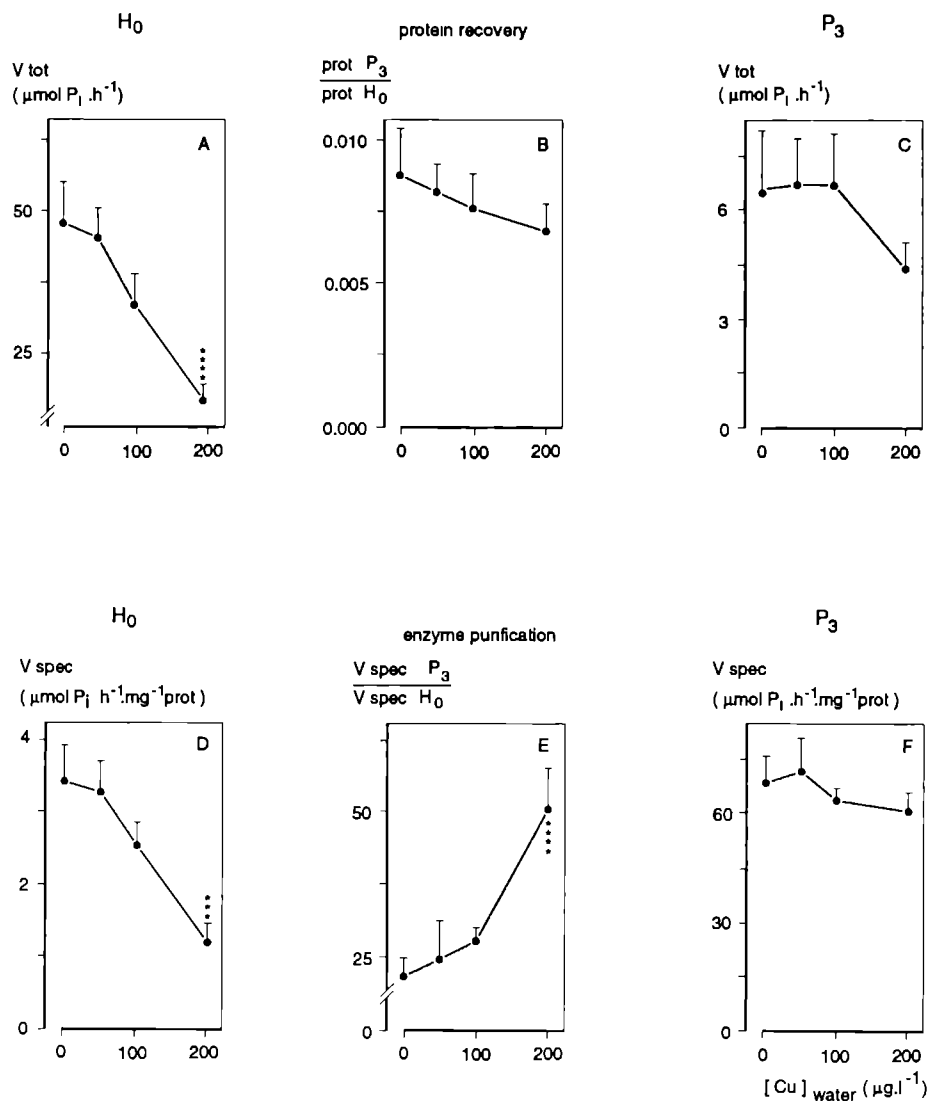 H0
V tot
( µmol Pi .h-1)
A
50
25
****
0 100 200
protein recovery
prot P3
prot H0
B
0.010
0.005
0.000
0 100 200
P3
V tot
( µmol Pi .h-1)
C
6
3
0
0 100 200
H0
V spec
( µmol Pi h-1.mg-1prot )
D
4
2
0
***
0 100 200
enzyme purification
V spec P3
V spec H0
E
50
25
0
****
0 100 200
P3
V spec
( µmol Pi .h-1.mg-1prot )
F
60
30
0
0 100 200
[ Cu ] water ( µg.l-1)